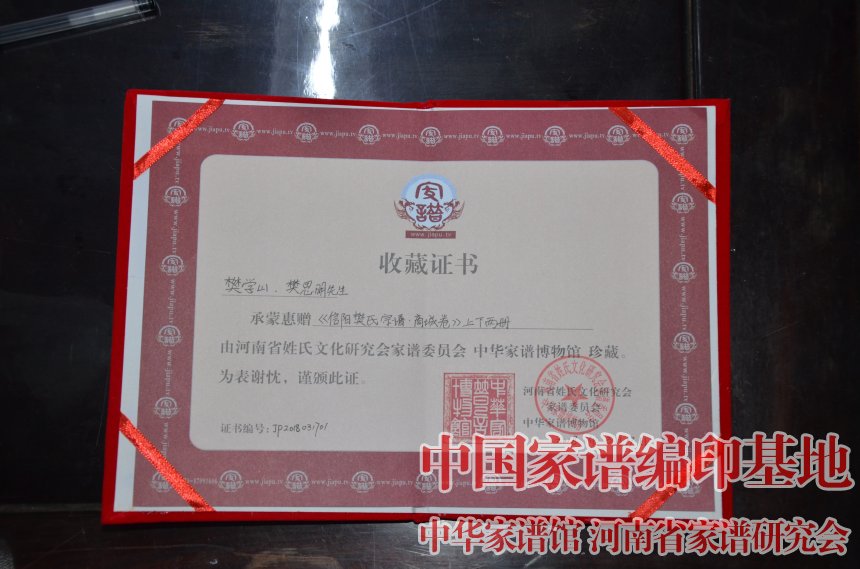 家譜
www.jiapu.tv
收藏证书
樊学山、樊思澜先生
承蒙惠赠《信阳樊氏宗谱·商城卷》上下两册
由河南省姓氏文化研究会家谱委员会 中华家谱博物馆 珍藏。
为表谢忱，谨颁此证。
河南省姓氏文化研究会
家谱委员会
中华家谱博物馆
证书编号：JP2018031701
中国家谱编印基地
中华家谱馆 河南省家谱研究会